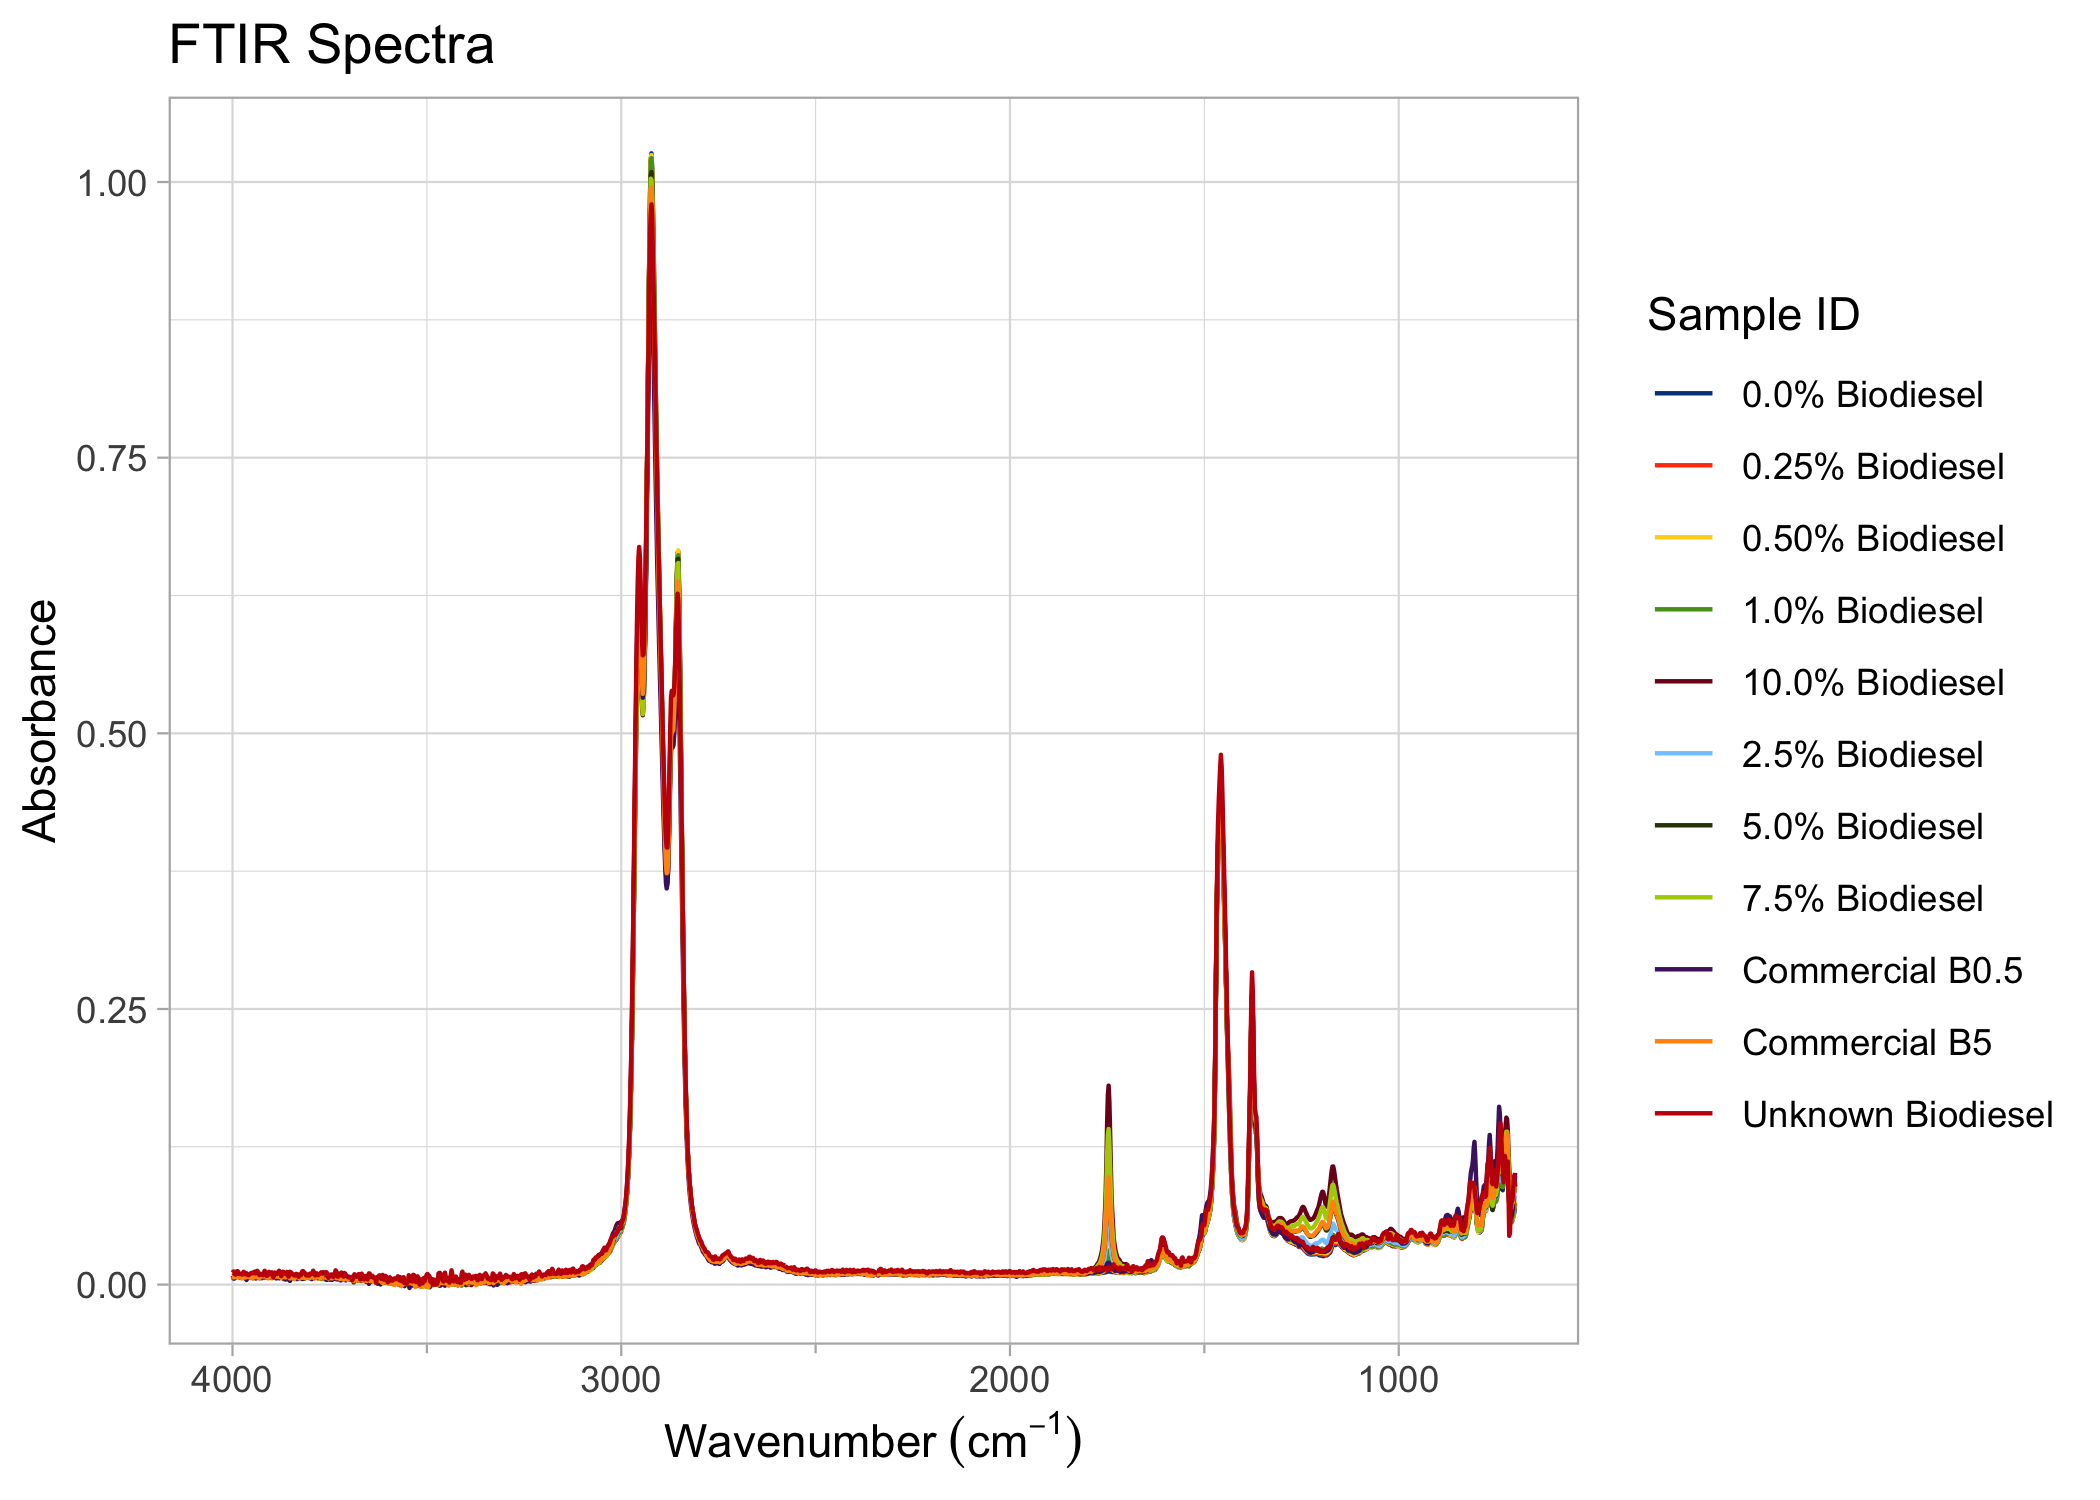 FTIR Spectra
1.00
0.75
0.50
0.25
0.00
Absorbance
4000 3000 2000 1000
Wavenumber (cm⁻¹)
Sample ID
0.0% Biodiesel
0.25% Biodiesel
0.50% Biodiesel
1.0% Biodiesel
10.0% Biodiesel
2.5% Biodiesel
5.0% Biodiesel
7.5% Biodiesel
Commercial B0.5
Commercial B5
Unknown Biodiesel